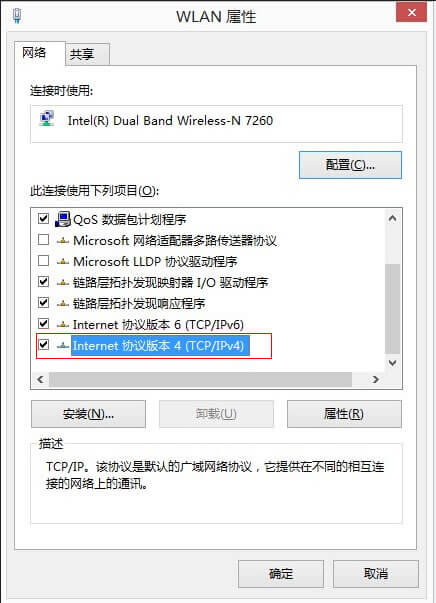 WLAN 属性
网络
共享
连接时使用:
Intel(R) Dual Band Wireless-N 7260
配置(C)...
此连接使用下列项目(O):
QoS 数据包计划程序
Microsoft 网络适配器多路传送器协议
Microsoft LLDP 协议驱动程序
链路层拓扑发现映射器 I/O 驱动程序
链路层拓扑发现响应程序
Internet 协议版本 6 (TCP/IPv6)
Internet 协议版本 4 (TCP/IPv4)
安装(N)...
卸载(U)
属性(R)
描述
TCP/IP。该协议是默认的广域网络协议，它提供在不同的相互连
接的网络上的通讯。
确定
取消